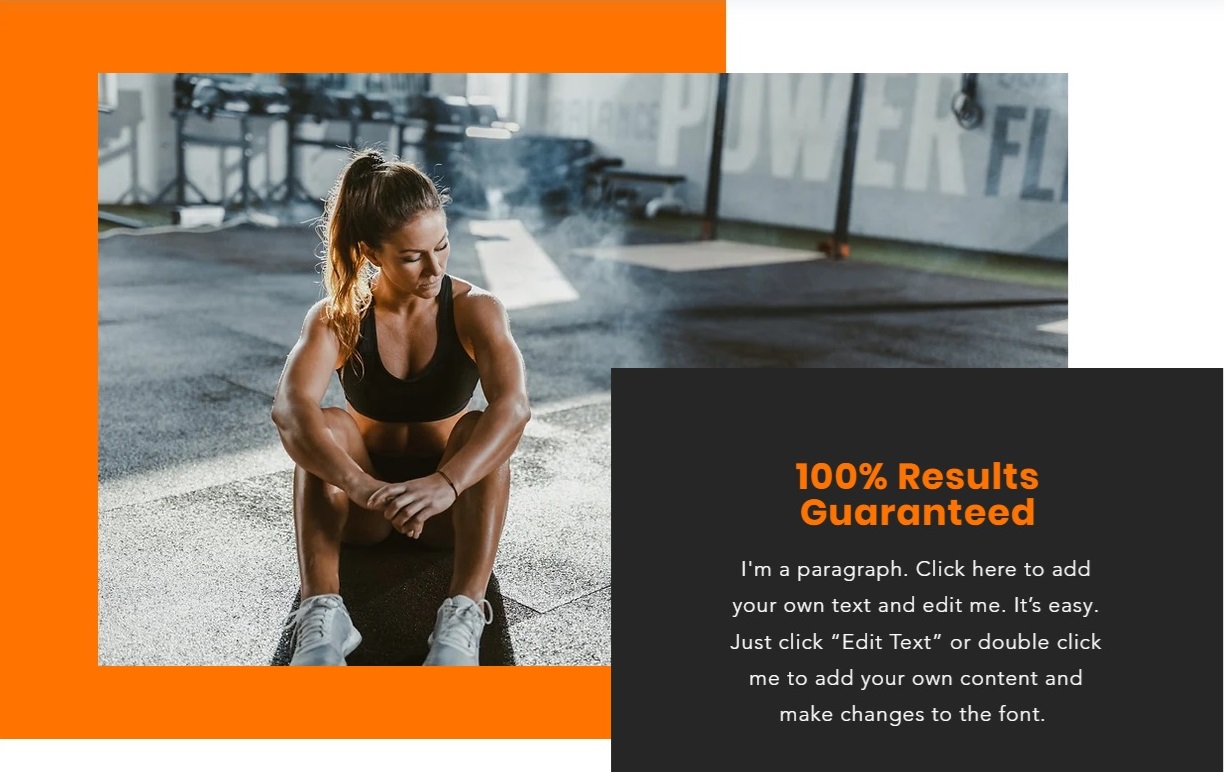 POWER
FL
100% Results
Guaranteed
I'm a paragraph. Click here to add
your own text and edit me. It’s easy.
Just click “Edit Text” or double click
me to add your own content and
make changes to the font.